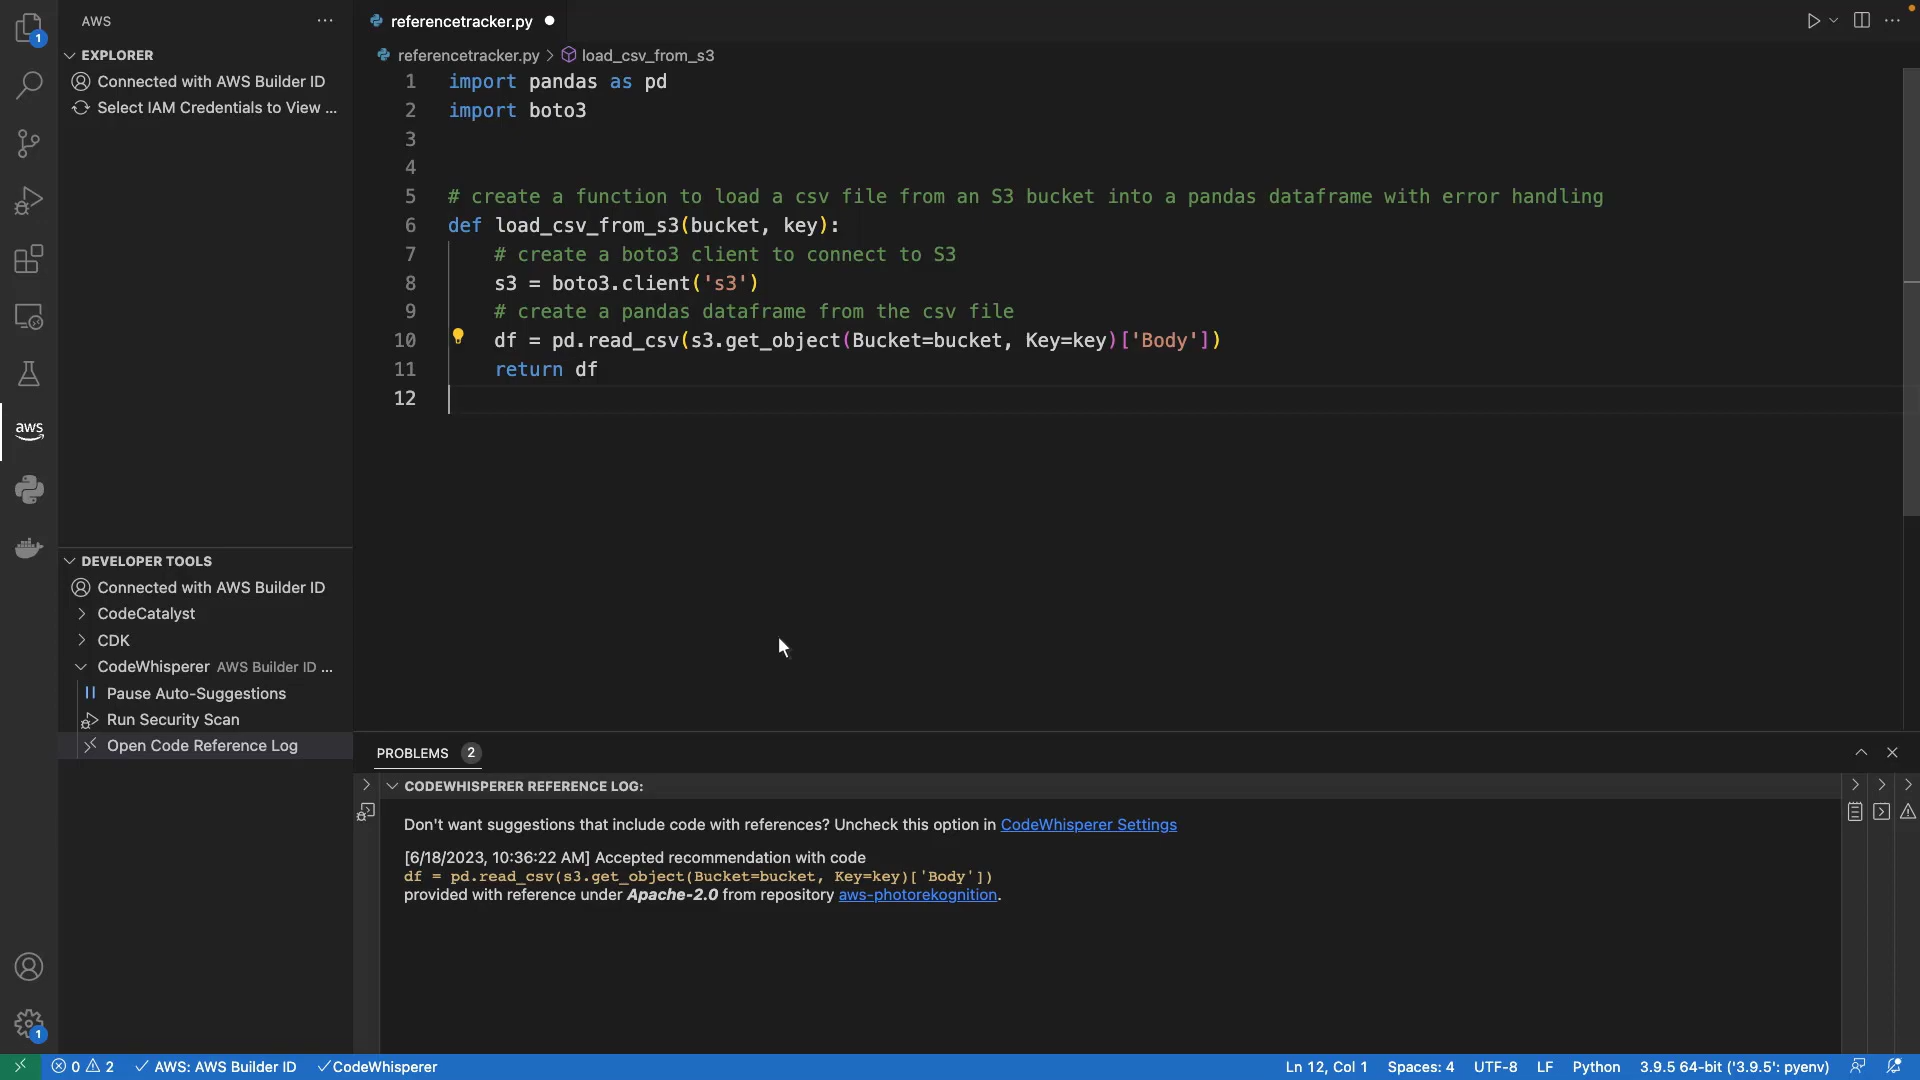 AWS
EXPLORER
Connected with AWS Builder ID
Select IAM Credentials to View ...
DEVELOPER TOOLS
Connected with AWS Builder ID
CodeCatalyst
CDK
CodeWhisperer AWS Builder ID ...
Pause Auto-Suggestions
Run Security Scan
Open Code Reference Log
1
aws
1
referencetracker.py
referencetracker.py > load_csv_from_s3
1 import pandas as pd
2 import boto3
3
4
5 # create a function to load a csv file from an S3 bucket into a pandas dataframe with error handling
6 def load_csv_from_s3(bucket, key):
7 # create a boto3 client to connect to S3
8 s3 = boto3.client('s3')
9 # create a pandas dataframe from the csv file
10 df = pd.read_csv(s3.get_object(Bucket=bucket, Key=key)['Body'])
11 return df
12
PROBLEMS 2
CODEWHISPERER REFERENCE LOG:
Don't want suggestions that include code with references? Uncheck this option in CodeWhisperer Settings
[6/18/2023, 10:36:22 AM] Accepted recommendation with code
df = pd.read_csv(s3.get_object(Bucket=bucket, Key=key)['Body'])
provided with reference under Apache-2.0 from repository aws-photorekognition.
0 2 AWS: AWS Builder ID CodeWhisperer Ln 12, Col 1 Spaces: 4 UTF-8 LF Python 3.9.5 64-bit ('3.9.5': pyenv)